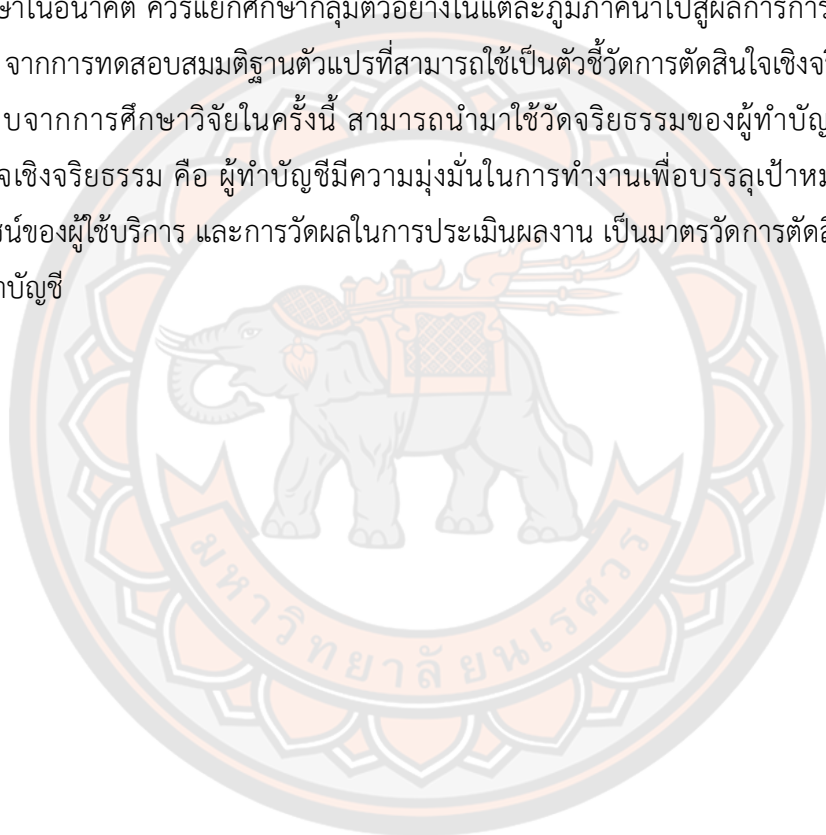 ษาในอนาคต ควรแยกศึกษากลุ่มตัวอย่างในแต่ละภูมิภาคนำไปสู่ผลการการ
จากการทดสอบสมมติฐานตัวแปรที่สามารถใช้เป็นตัวชี้วัดการตัดสินใจเชิงจริ
บจากการศึกษาวิจัยในครั้งนี้ สามารถนำมาใช้วัดจริยธรรมของผู้ทำบัญ
จเชิงจริยธรรม คือ ผู้ทำบัญชีมีความมุ่งมั่นในการทำงานเพื่อบรรลุเป้าหม
ชน์ของผู้ใช้บริการ และการวัดผลในการประเมินผลงาน เป็นมาตรวัดการตัดสิ
าบัญชี
มหาวิทยาลัยนเรศวร